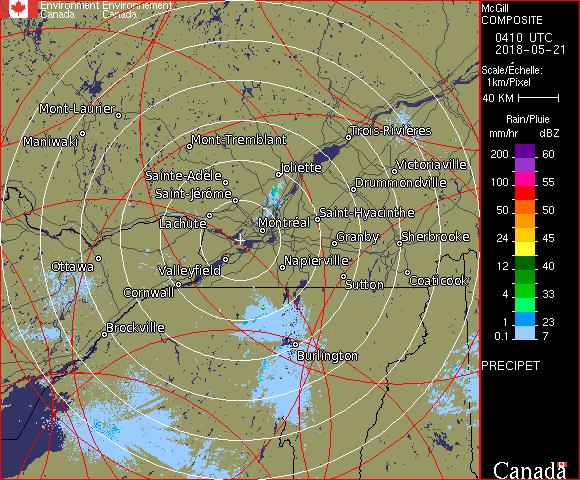 Environment Environnement
Canada Canada
McGill
COMPOSITE
0410 UTC
2018-05-21
Scale/Échelle:
1km/Pixel
40 KM
Rain/Pluie
mm/hr dBZ
200 60
100 55
50 50
24 45
12 40
4 33
1 23
0.1 7
PRECIPET
Mont-Laurier
Maniwaki
Mont-Tremblant
Trois-Rivières
Sainte-Adele
Joliette
Victoriaville
Saint-Jérôme
Drummondville
Lachute
Montréal
Saint-Hyacinthe
Granby
Sherbrooke
Ottawa
Valleyfield
Napierville
Cornwall
Sutton
Coaticook
Brockville
Burlington
Canada